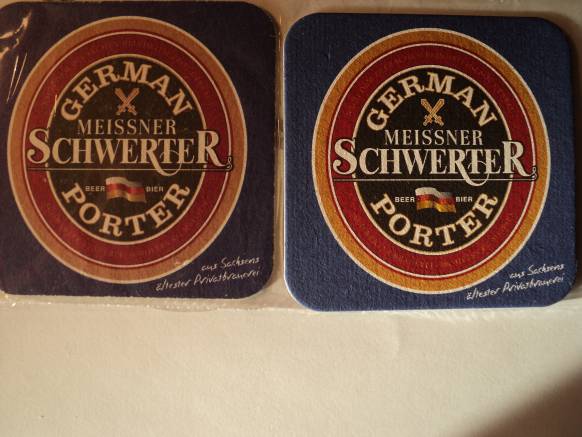 GERMAN
MEISSNER
SCHWERTER
BEER BIER
PORTER
aus Sachsens
ältester Privatbrauerei
GERMAN
MEISSNER
SCHWERTER
BEER BIER
PORTER
aus Sachsens
ältester Privatbrauerei